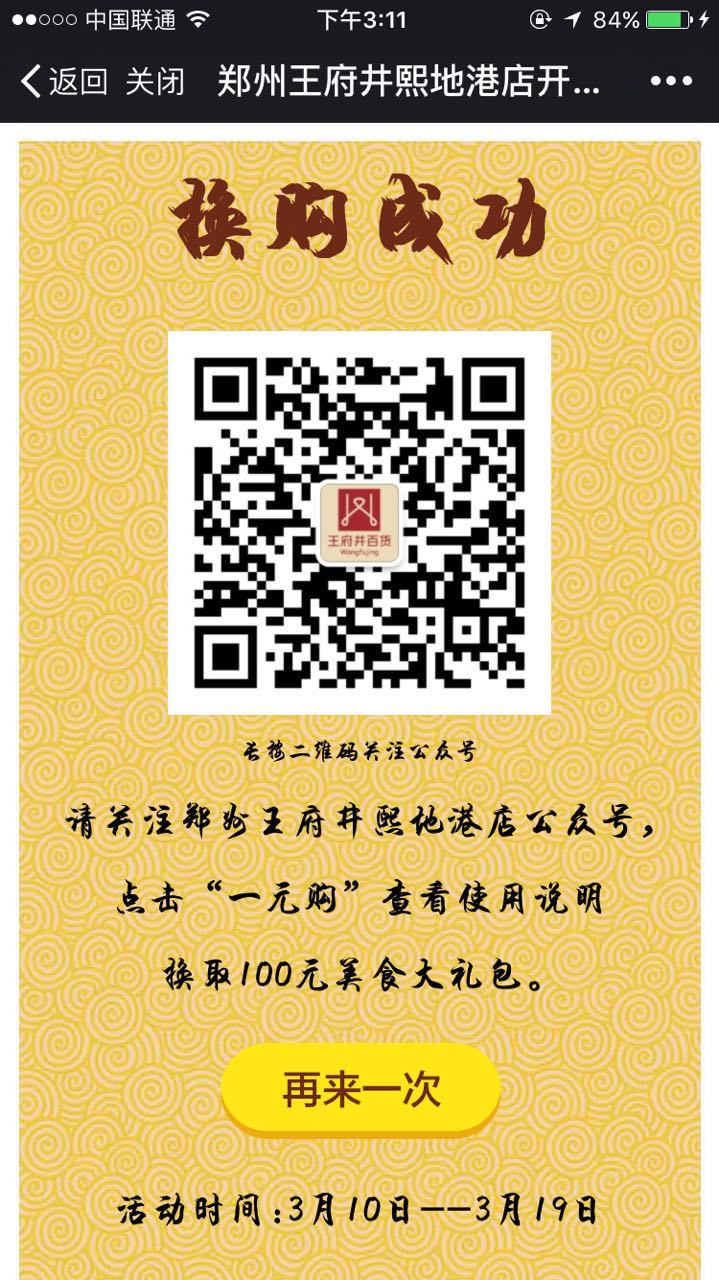 中国联通 下午3:11 84%
返回 关闭 郑州王府井熙地港店开...
换购成功
王府井百货
Wangfujing
长按二维码关注公众号
请关注郑州王府井熙地港店公众号，
点击“一元购”查看使用说明
换取100元美食大礼包。
再来一次
活动时间:3月10日——3月19日